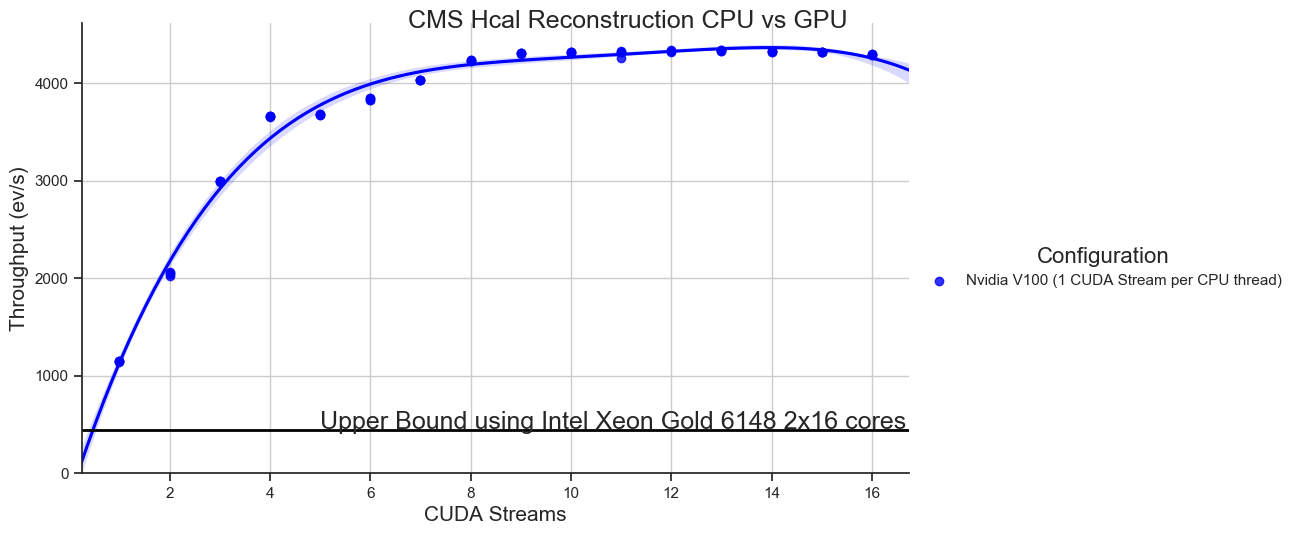 CMS Hcal Reconstruction CPU vs GPU
Throughput (ev/s)
4000
3000
2000
1000
0
Upper Bound using Intel Xeon Gold 6148 2x16 cores
2 4 6 8 10 12 14 16
CUDA Streams
Configuration
Nvidia V100 (1 CUDA Stream per CPU thread)